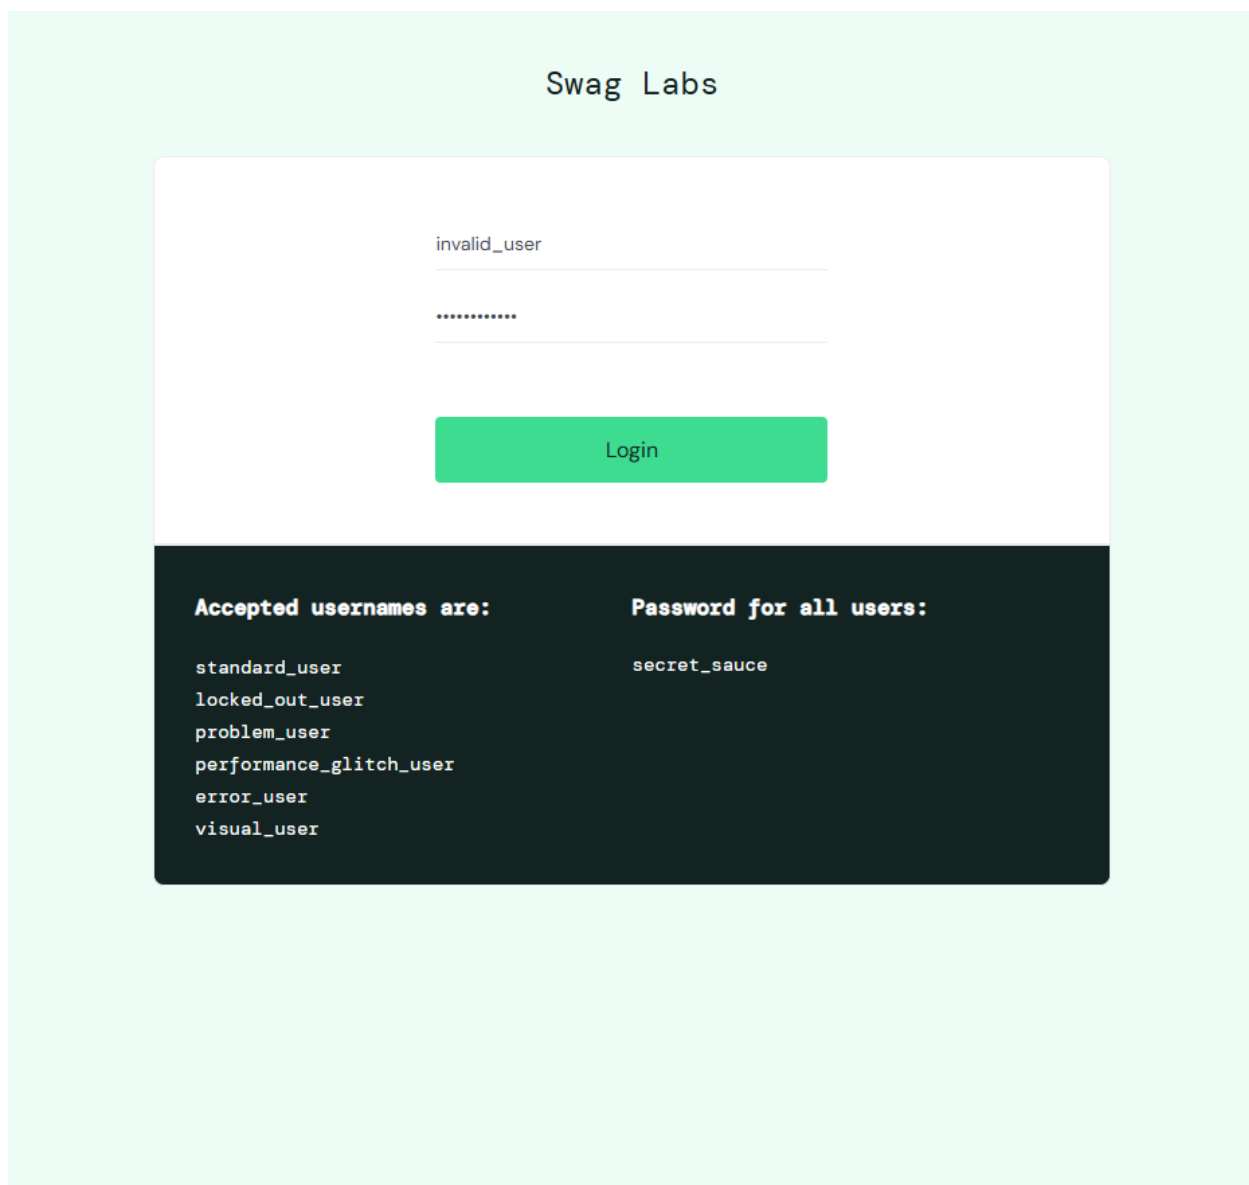 Swag Labs
invalid_user
••••••••••••
Login
Accepted usernames are:
standard_user
locked_out_user
problem_user
performance_glitch_user
error_user
visual_user
Password for all users:
secret_sauce